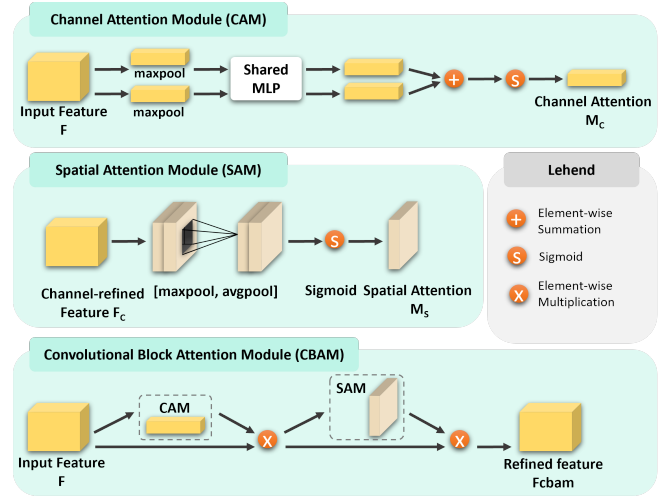 Channel Attention Module (CAM)
maxpool
maxpool
Shared
MLP
+
S
Input Feature
F
Channel Attention
Mc
Spatial Attention Module (SAM)
S
Channel-refined
Feature Fc
[maxpool, avgpool]
Sigmoid
Spatial Attention
Ms
Lehend
+
Element-wise
Summation
S
Sigmoid
X
Element-wise
Multiplication
Convolutional Block Attention Module (CBAM)
CAM
SAM
X
X
Input Feature
F
Refined feature
Fcbam